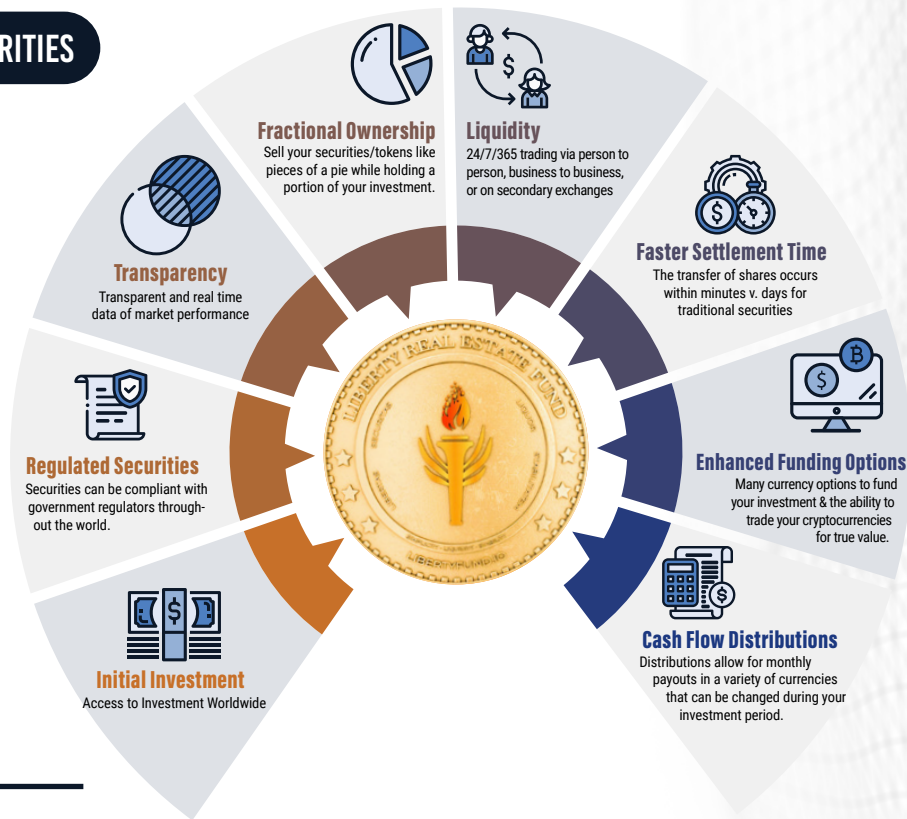 RITIES
Fractional Ownership
Sell your securities/tokens like
pieces of a pie while holding a
portion of your investment.
Liquidity
24/7/365 trading via person to
person, business to business,
or on secondary exchanges
Transparency
Transparent and real time
data of market performance
Faster Settlement Time
The transfer of shares occurs
within minutes v. days for
traditional securities
Regulated Securities
Securities can be compliant with
government regulators through-
out the world.
Enhanced Funding Options
Many currency options to fund
your investment & the ability to
trade your cryptocurrencies
for true value.
Initial Investment
Access to Investment Worldwide
Cash Flow Distributions
Distributions allow for monthly
payouts in a variety of currencies
that can be changed during your
investment period.
LIBERTY REAL ESTATE FUND